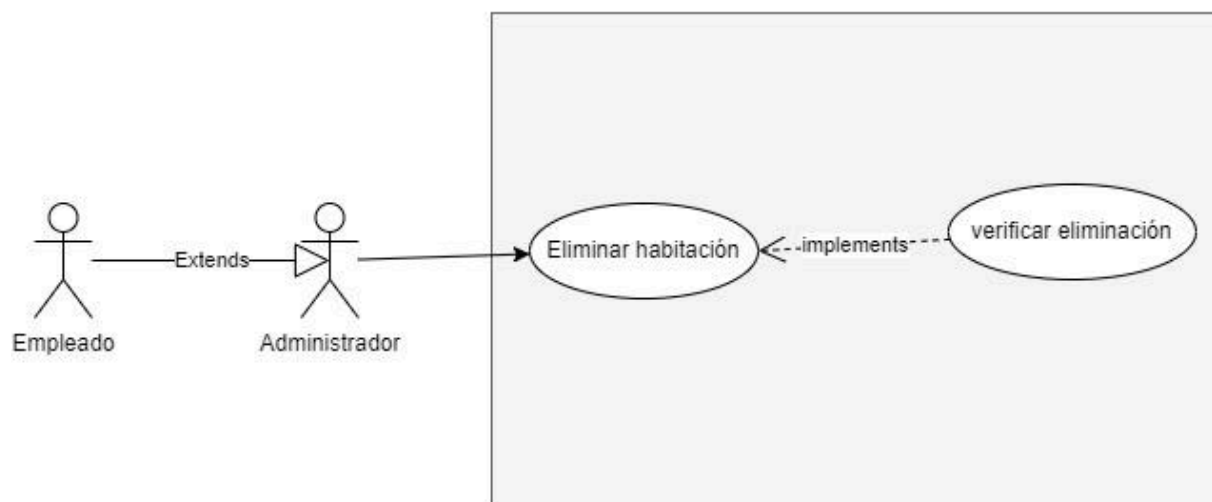 Extends
Empleado
Administrador
Eliminar habitación
implements
verificar eliminación